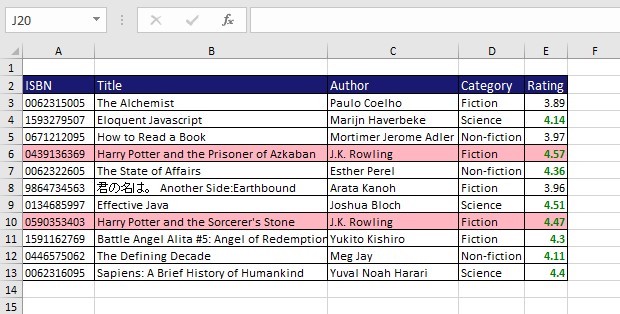 J20 fx
A B C D E F
1
2 ISBN Title Author Category Rating
3 0062315005 The Alchemist Paulo Coelho Fiction 3.89
4 1593279507 Eloquent Javascript Marijn Haverbeke Science 4.14
5 0671212095 How to Read a Book Mortimer Jerome Adler Non-fiction 3.97
6 0439136369 Harry Potter and the Prisoner of Azkaban J.K. Rowling Fiction 4.57
7 0062322605 The State of Affairs Esther Perel Non-fiction 4.36
8 9864734563 君の名は。 Another Side:Earthbound Arata Kanoh Fiction 3.96
9 0134685997 Effective Java Joshua Bloch Science 4.51
10 0590353403 Harry Potter and the Sorcerer's Stone J.K. Rowling Fiction 4.47
11 1591162769 Battle Angel Alita #5: Angel of Redemption Yukito Kishiro Fiction 4.3
12 0446575062 The Defining Decade Meg Jay Non-fiction 4.11
13 0062316095 Sapiens: A Brief History of Humankind Yuval Noah Harari Science 4.4
14
15